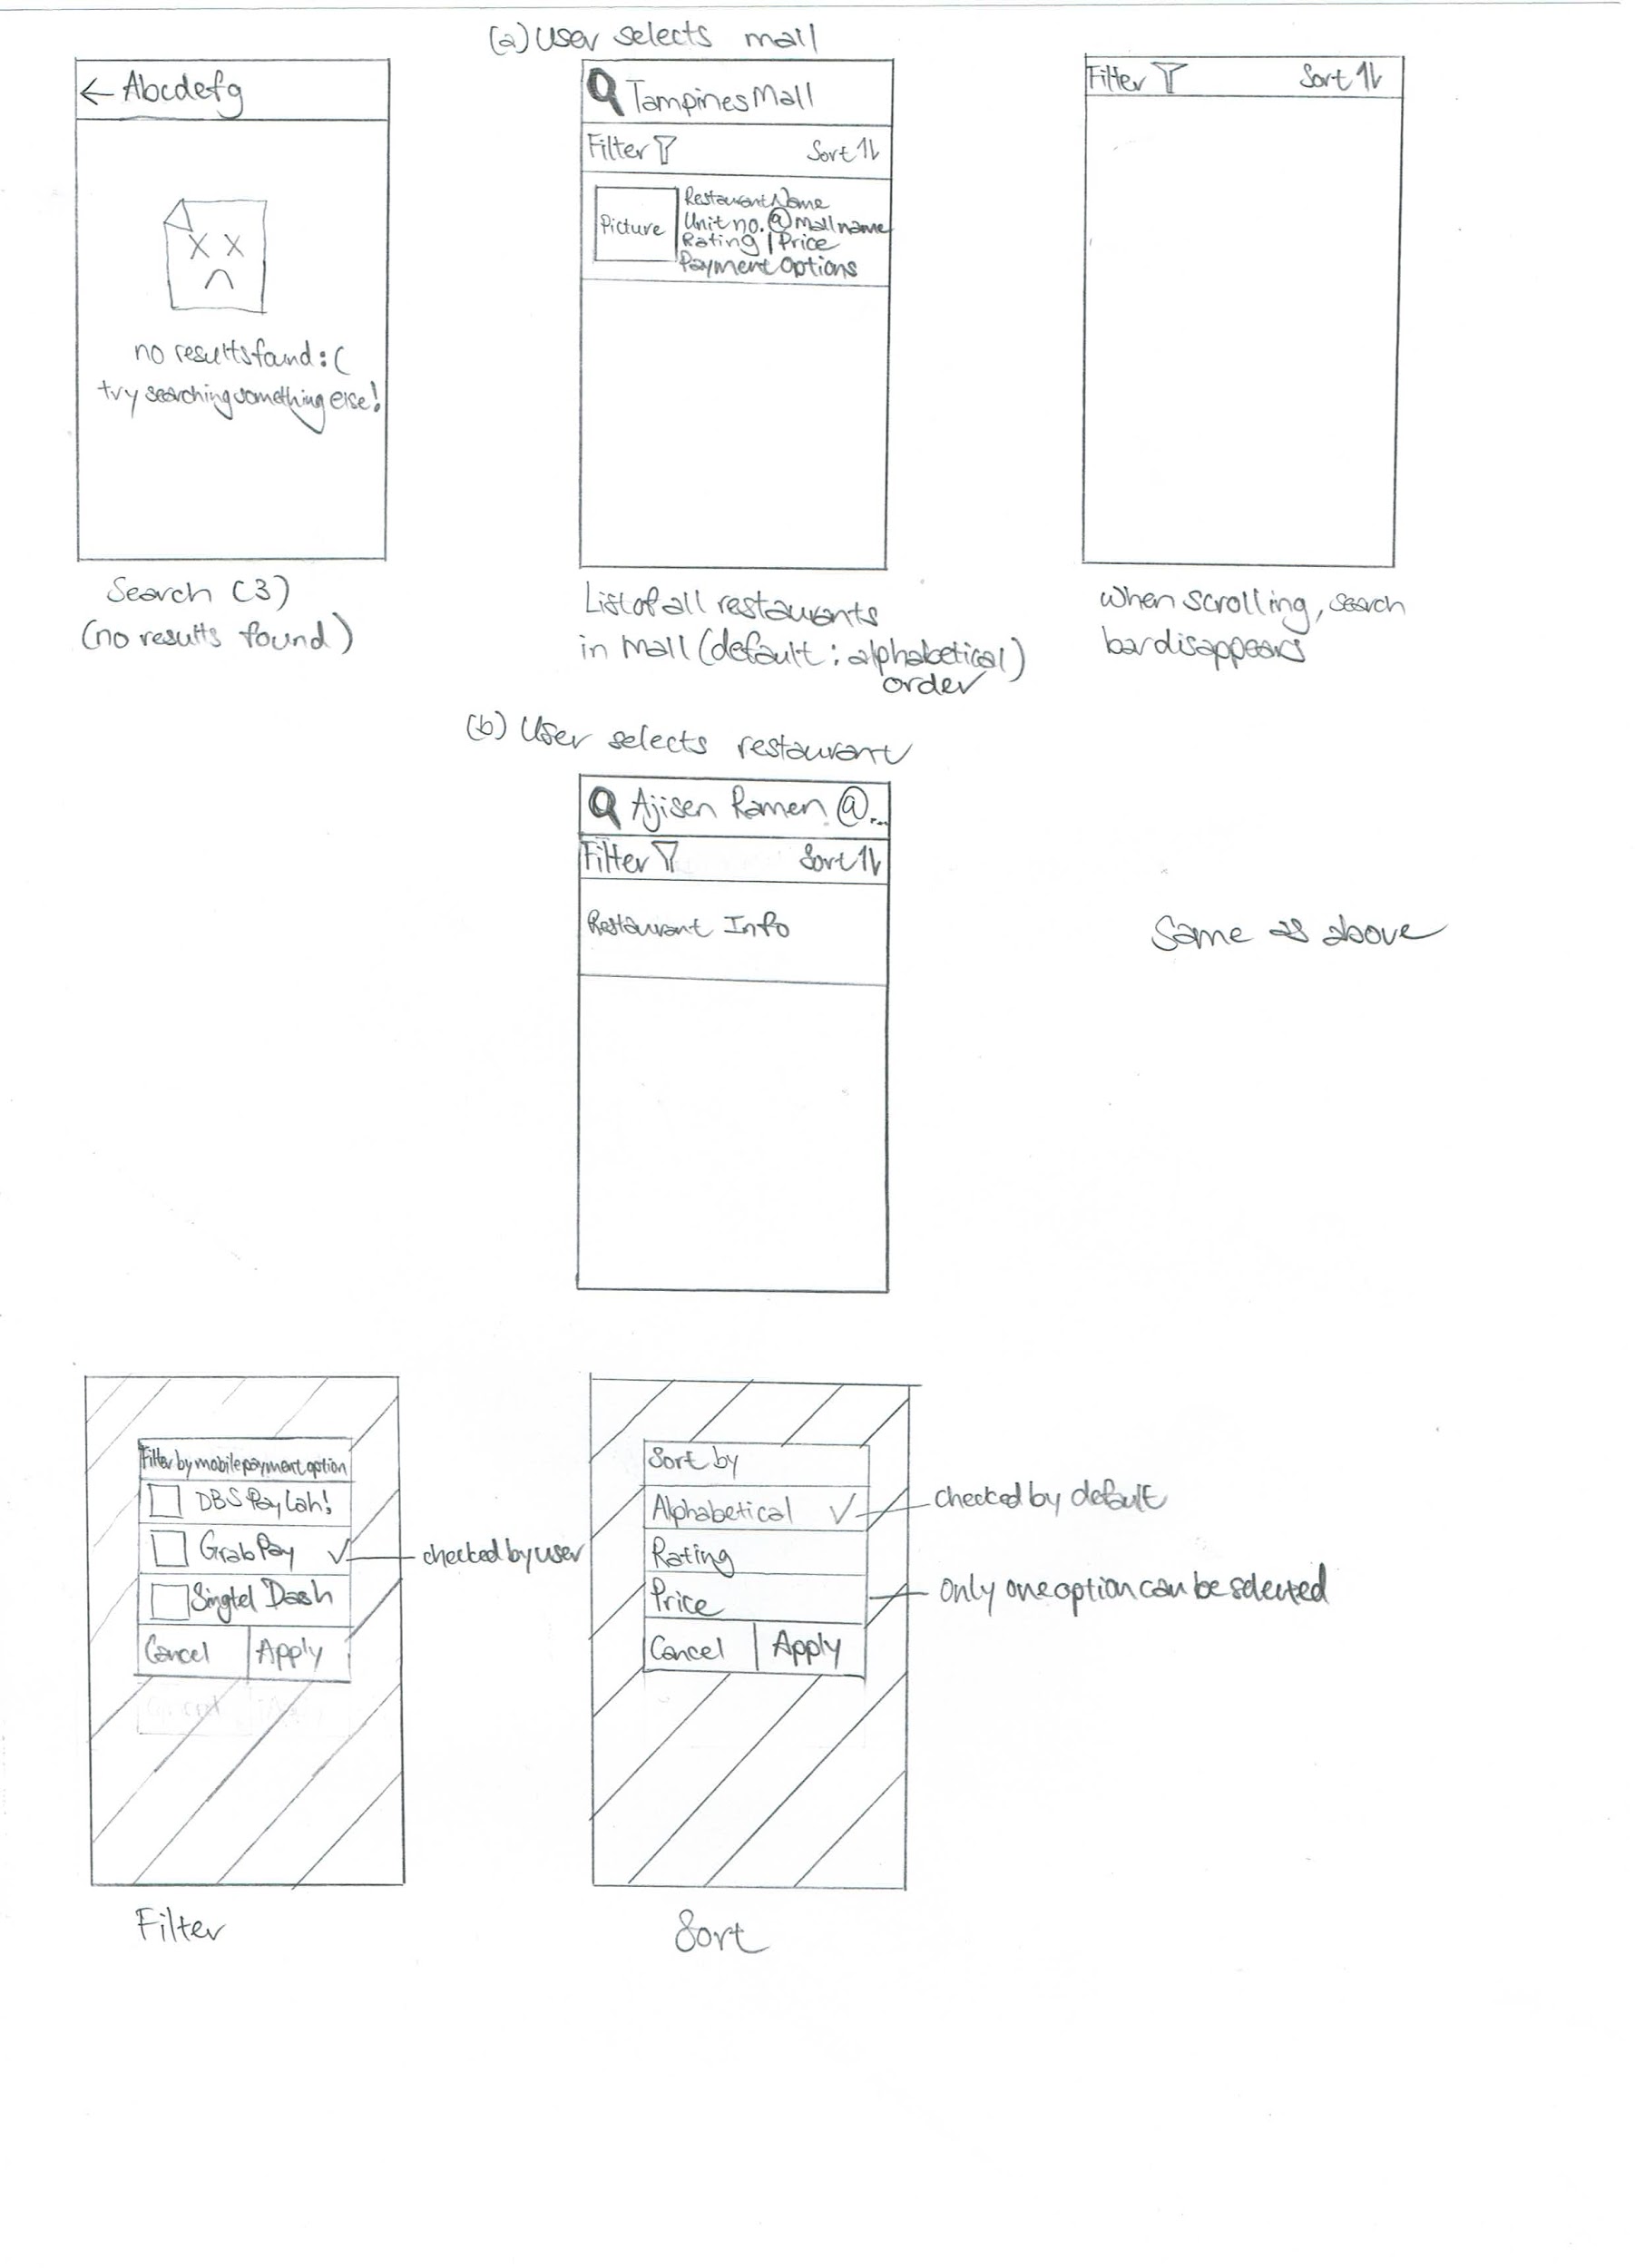 (a) User selects mall
← Abcdefg
no results found :(
try searching something else!
Search (3)
(no results found)
Tampines Mall
Filter Sort
Picture
Restaurant Name
Unit no. @ Mall name
Rating | Price
Payment Options
List of all restaurants
in Mall (default : alphabetical)
order
Filter Sort
when scrolling, search
bar disappears
(b) User selects restaurant
Ajisen Ramen @...
Filter Sort
Restaurant Info
Same as above
Filter by mobile payment option
DBS PayLah!
GrabPay ✓
checked by user
Singtel Dash
Cancel Apply
Filter
Sort by
Alphabetical ✓
checked by default
Rating
Price
Only one option can be selected
Cancel Apply
Sort